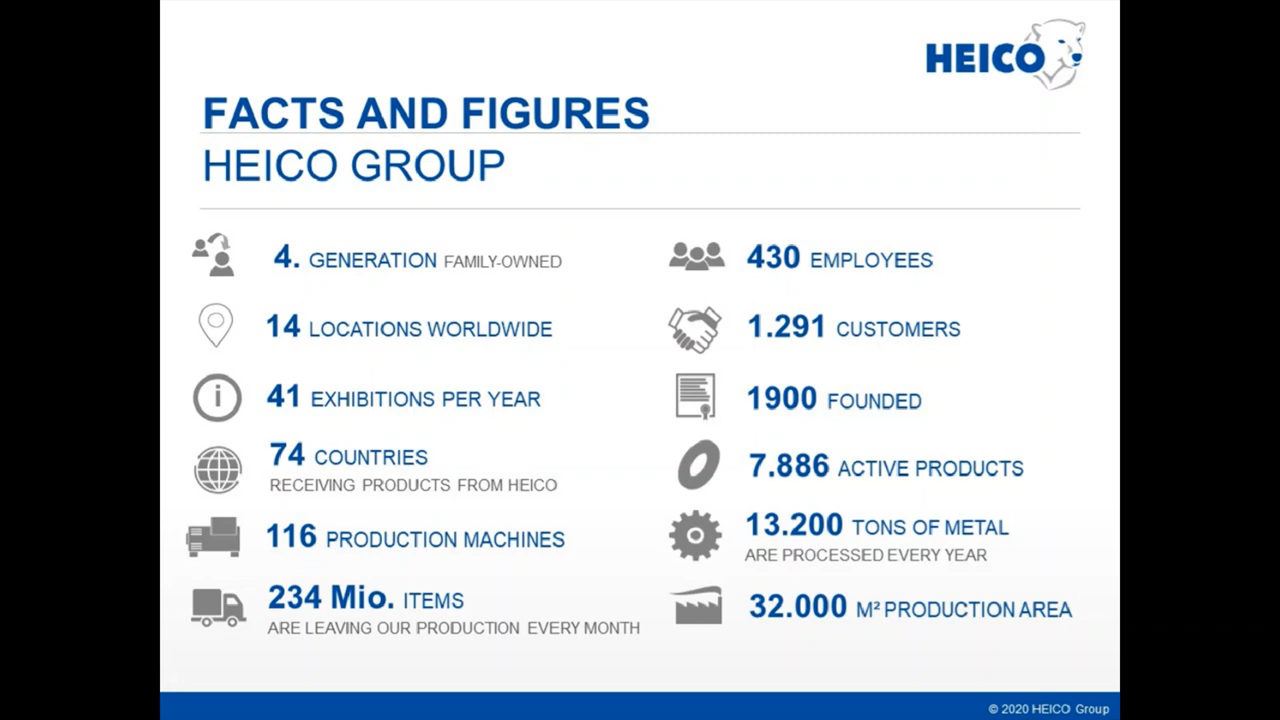 HEICO
FACTS AND FIGURES
HEICO GROUP
4. GENERATION FAMILY-OWNED
14 LOCATIONS WORLDWIDE
41 EXHIBITIONS PER YEAR
74 COUNTRIES
RECEIVING PRODUCTS FROM HEICO
116 PRODUCTION MACHINES
234 Mio. ITEMS
ARE LEAVING OUR PRODUCTION EVERY MONTH
430 EMPLOYEES
1.291 CUSTOMERS
1900 FOUNDED
7.886 ACTIVE PRODUCTS
13.200 TONS OF METAL
ARE PROCESSED EVERY YEAR
32.000 M² PRODUCTION AREA
© 2020 HEICO Group